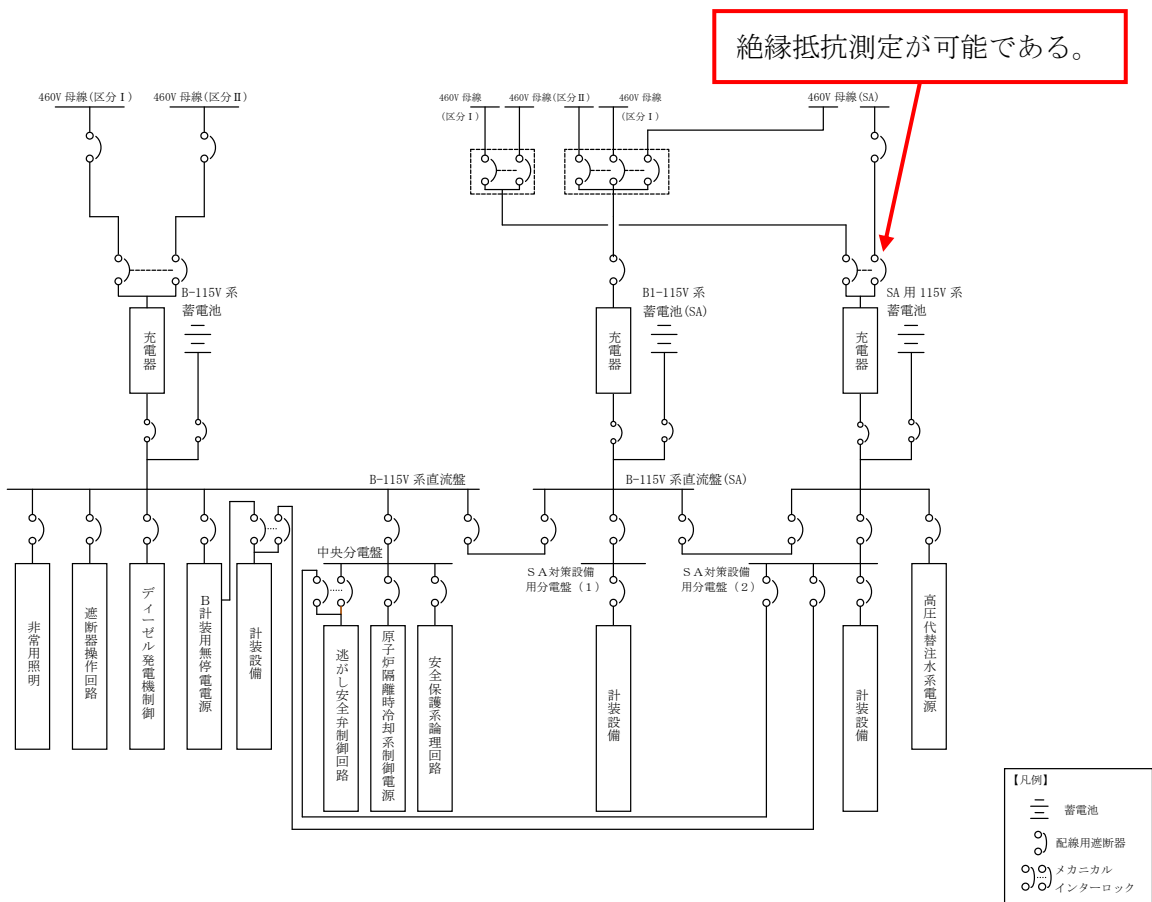 絶縁抵抗測定が可能である。
460V 母線(区分Ⅰ)
460V 母線(区分Ⅱ)
460V 母線
(区分Ⅰ)
460V 母線(区分Ⅱ)
460V 母線
(区分Ⅰ)
460V 母線(SA)
B-115V 系
蓄電池
充電器
B1-115V 系
蓄電池(SA)
充電器
SA 用 115V 系
蓄電池
充電器
B-115V 系直流盤
B-115V 系直流盤(SA)
中央分電盤
SA対策設備
用分電盤(1)
SA対策設備
用分電盤(2)
非常用照明
遮断器操作回路
ディーゼル発電機制御
B計装用無停電電源
計装設備
逃がし安全弁制御回路
原子炉隔離時冷却系制御電源
安全保護系論理回路
計装設備
計装設備
高圧代替注水系電源
【凡例】
蓄電池
配線用遮断器
メカニカル
インターロック